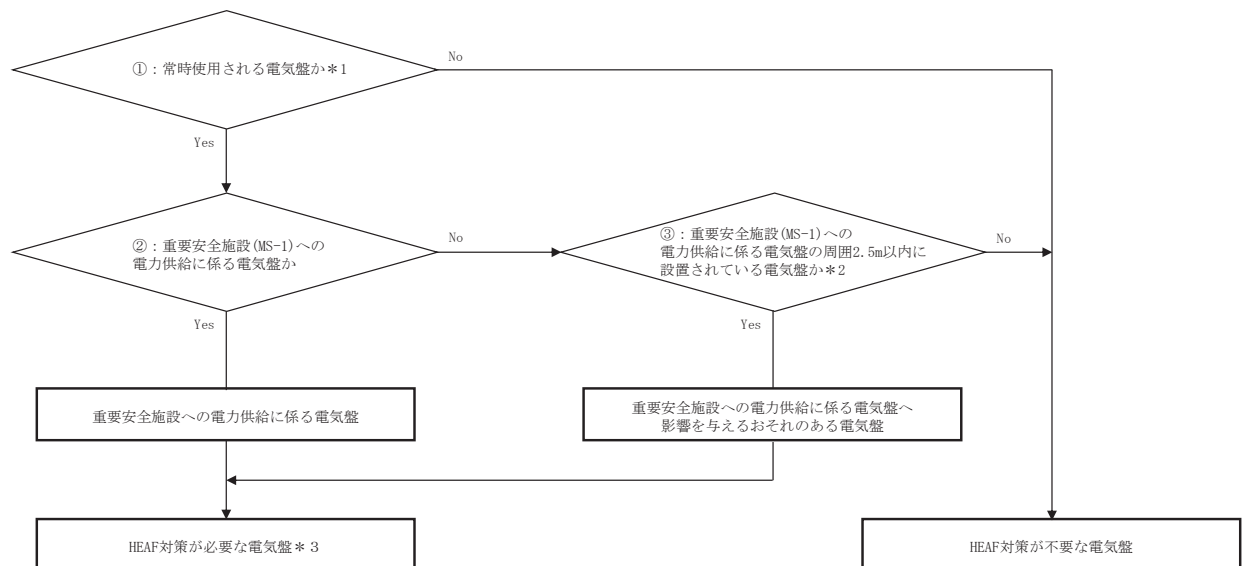 ①：常時使用される電気盤か＊1
No
Yes
②：重要安全施設(MS-1)への
電力供給に係る電気盤か
No
③：重要安全施設(MS-1)への
電力供給に係る電気盤の周囲2.5m以内に
設置されている電気盤か＊2
No
Yes
Yes
重要安全施設への電力供給に係る電気盤
重要安全施設への電力供給に係る電気盤へ
影響を与えるおそれのある電気盤
HEAF対策が必要な電気盤＊3
HEAF対策が不要な電気盤